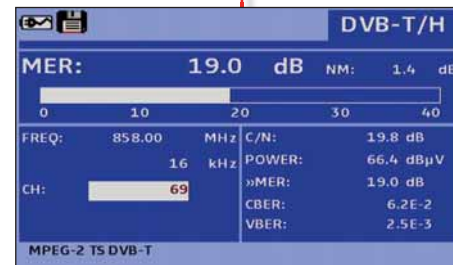 DVB-T/H
MER: 19.0 dB NM: 1.4 dB
0 10 20 30 40
FREQ: 858.00 MHz
16 kHz
CH: 69
C/N: 19.8 dB
POWER: 66.4 dBµV
»MER: 19.0 dB
CBER: 6.2E-2
VBER: 2.5E-3
MPEG-2 TS DVB-T